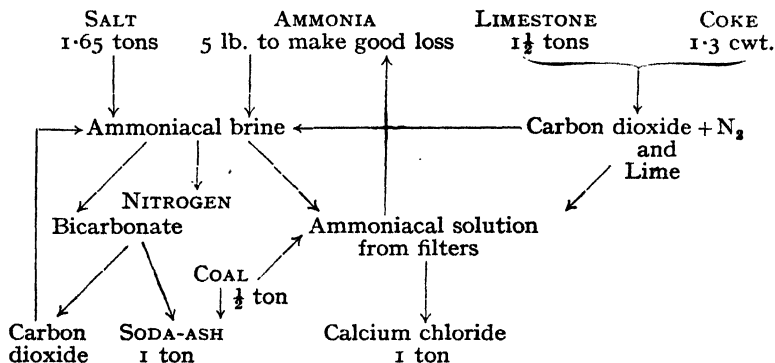 SALT
1·65 tons
AMMONIA
5 lb. to make good loss
LIMESTONE
1½ tons
COKE
1·3 cwt.
Ammoniacal brine
Carbon dioxide + N₂
and
Lime
NITROGEN
Bicarbonate
Ammoniacal solution
from filters
COAL
½ ton
Carbon
dioxide
SODA-ASH
1 ton
Calcium chloride
1 ton